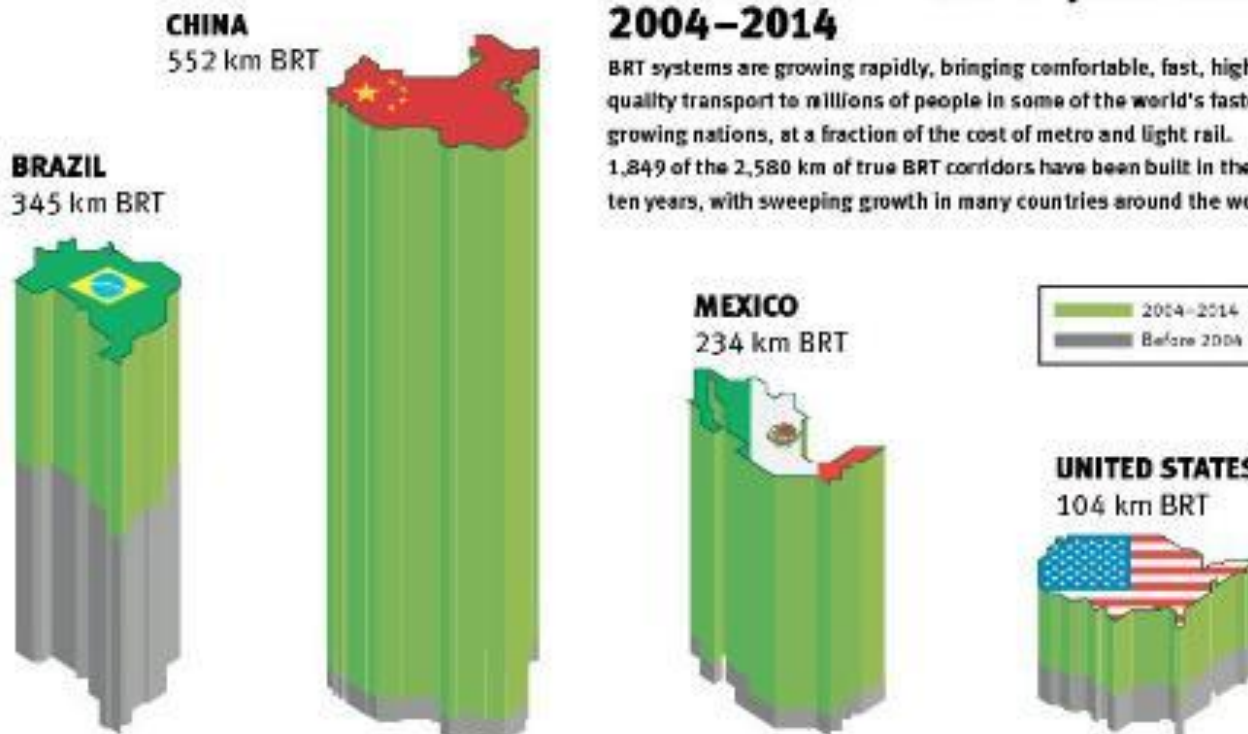 CHINA
552 km BRT
BRAZIL
345 km BRT
2004–2014
BRT systems are growing rapidly, bringing comfortable, fast, high
quality transport to millions of people in some of the world's fast
growing nations, at a fraction of the cost of metro and light rail.
1,849 of the 2,580 km of true BRT corridors have been built in the
ten years, with sweeping growth in many countries around the
MEXICO
234 km BRT
2004–2014
Before 2004
UNITED STATES
104 km BRT